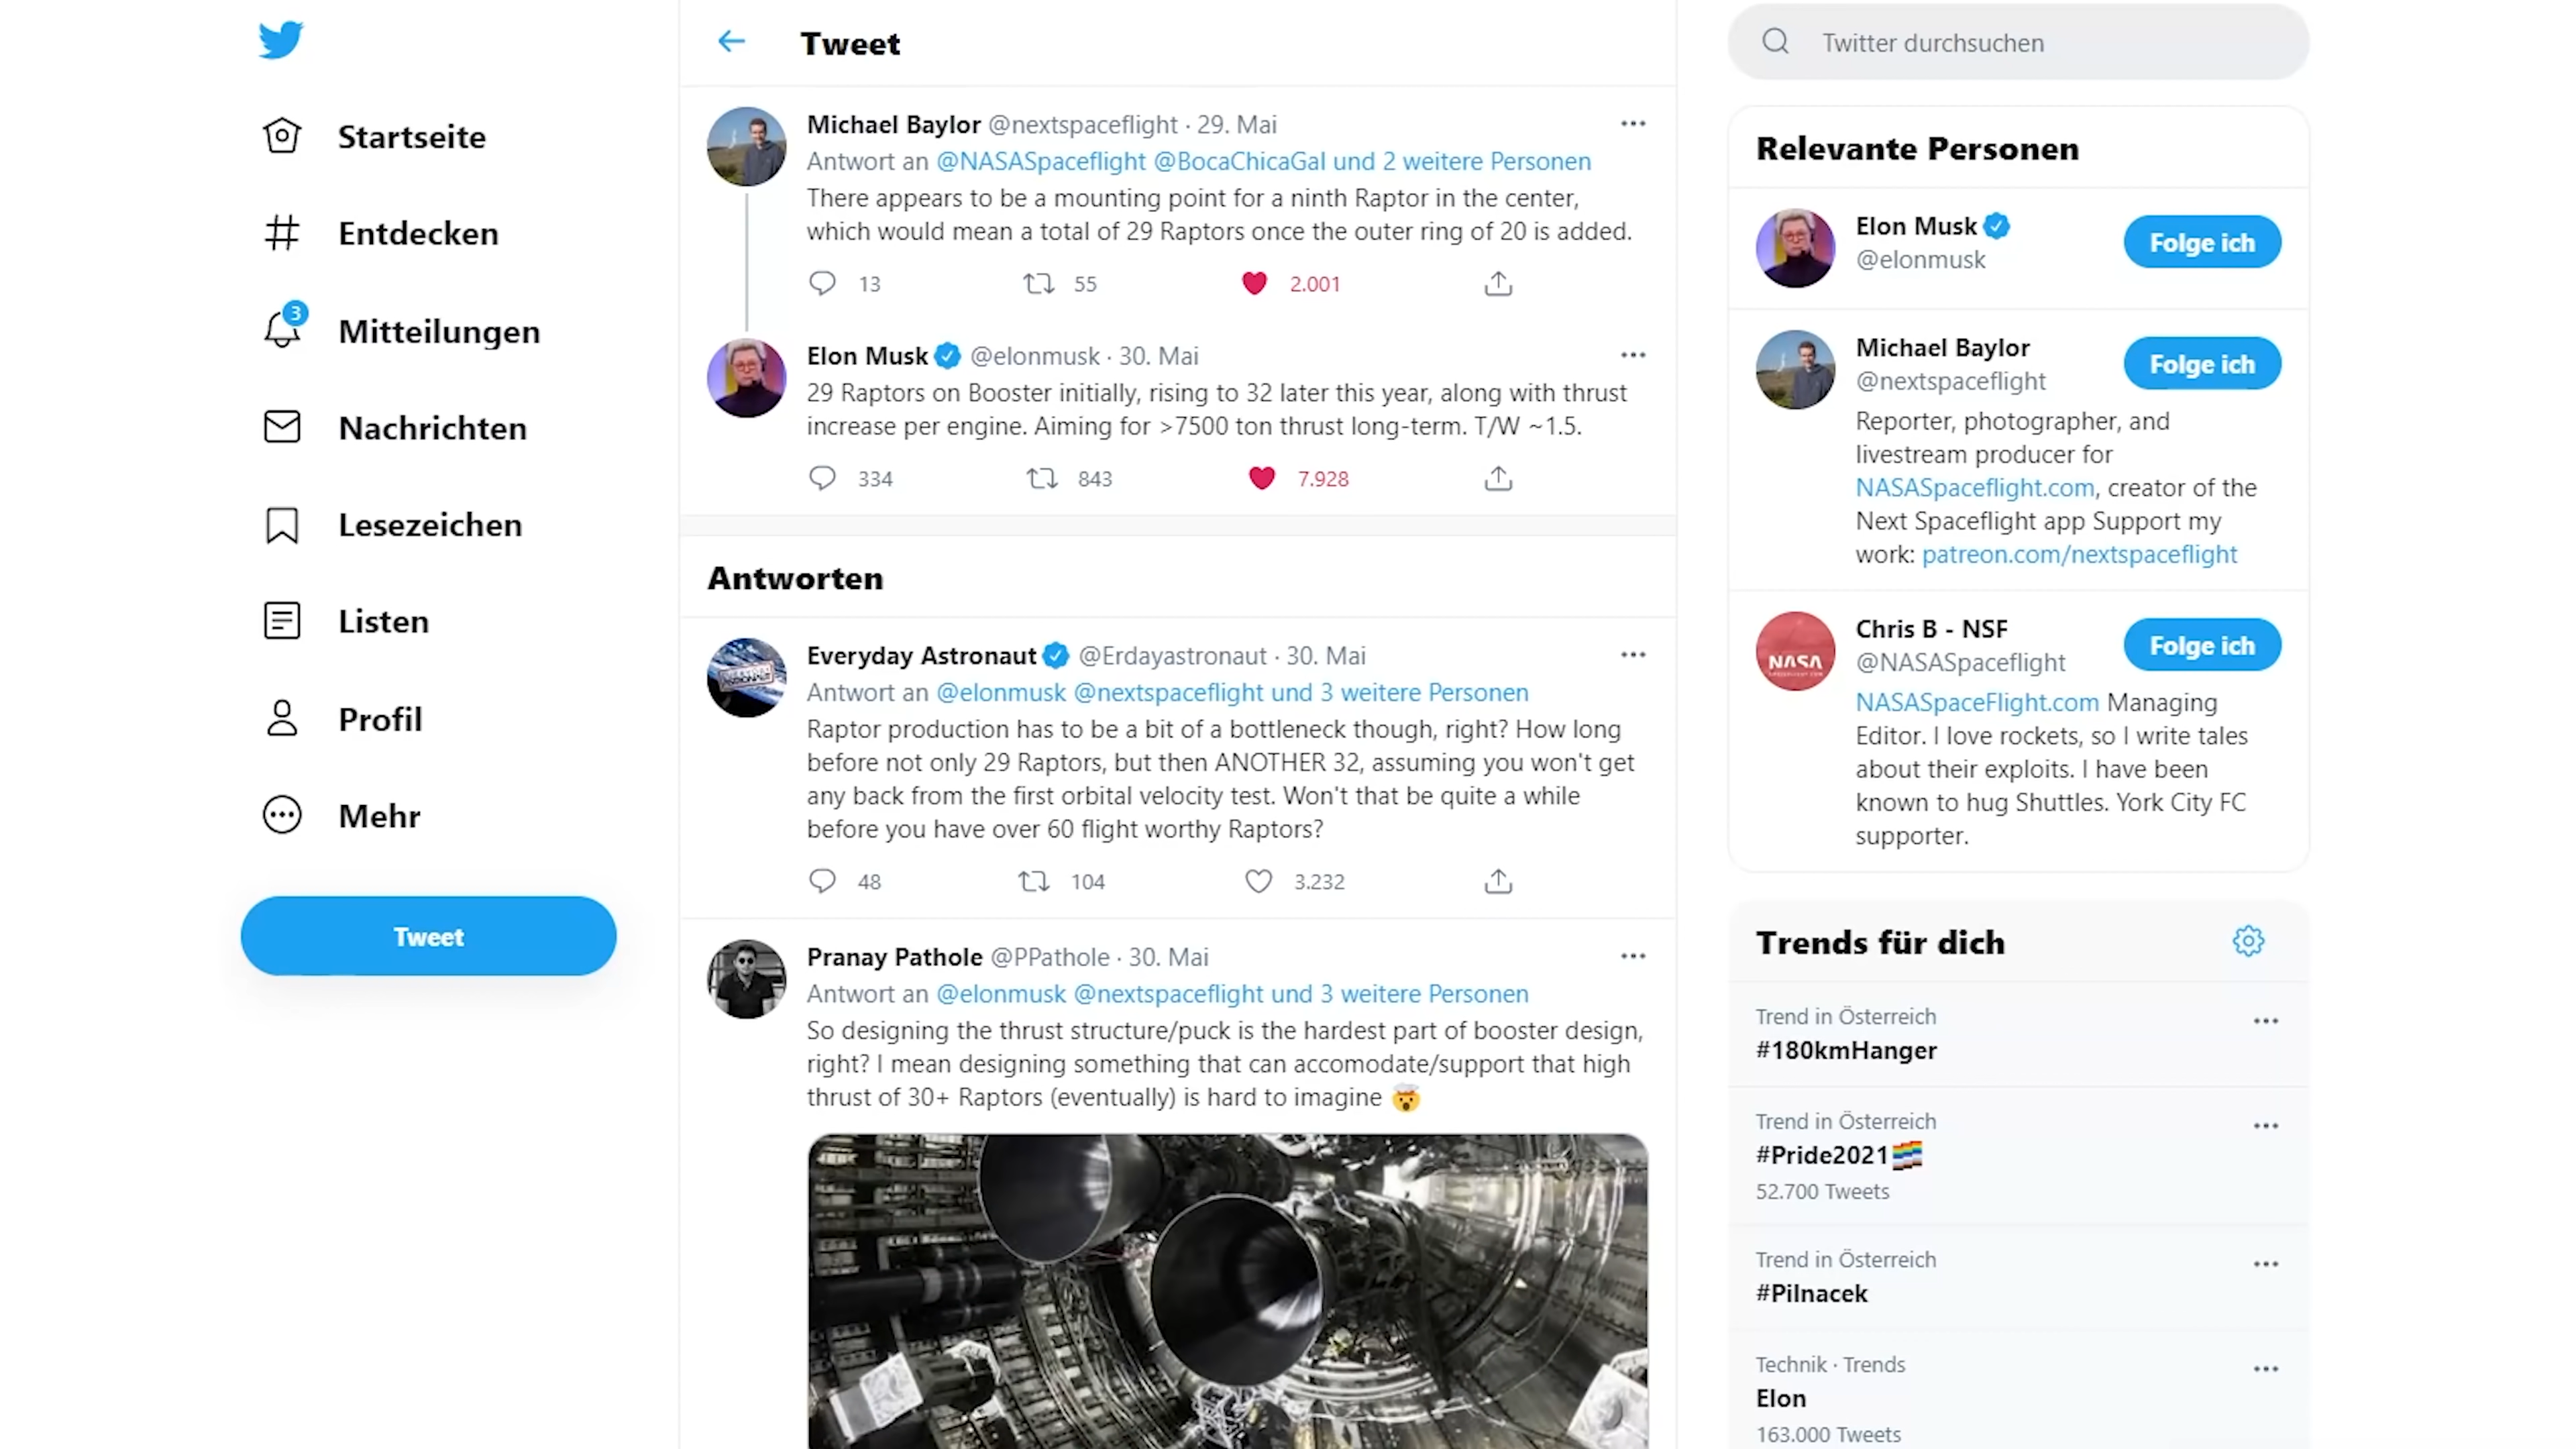 Startseite
Entdecken
3
Mitteilungen
Nachrichten
Lesezeichen
Listen
Profil
Mehr
Tweet
Tweet
Michael Baylor @nextspaceflight · 29. Mai
Antwort an @NASASpaceflight @BocaChicaGal und 2 weitere Personen
There appears to be a mounting point for a ninth Raptor in the center,
which would mean a total of 29 Raptors once the outer ring of 20 is added.
13 55 2.001
Elon Musk @elonmusk · 30. Mai
29 Raptors on Booster initially, rising to 32 later this year, along with thrust
increase per engine. Aiming for >7500 ton thrust long-term. T/W ~1.5.
334 843 7.928
Antworten
Everyday Astronaut @Erdayastronaut · 30. Mai
Antwort an @elonmusk @nextspaceflight und 3 weitere Personen
Raptor production has to be a bit of a bottleneck though, right? How long
before not only 29 Raptors, but then ANOTHER 32, assuming you won't get
any back from the first orbital velocity test. Won't that be quite a while
before you have over 60 flight worthy Raptors?
48 104 3.232
Pranay Pathole @PPathole · 30. Mai
Antwort an @elonmusk @nextspaceflight und 3 weitere Personen
So designing the thrust structure/puck is the hardest part of booster design,
right? I mean designing something that can accomodate/support that high
thrust of 30+ Raptors (eventually) is hard to imagine 🤯
Twitter durchsuchen
Relevante Personen
Elon Musk
@elonmusk
Folge ich
Michael Baylor
@nextspaceflight
Folge ich
Reporter, photographer, and
livestream producer for
NASASpaceflight.com, creator of the
Next Spaceflight app Support my
work: patreon.com/nextspaceflight
NASA
Chris B - NSF
@NASASpaceflight
Folge ich
NASASpaceFlight.com Managing
Editor. I love rockets, so I write tales
about their exploits. I have been
known to hug Shuttles. York City FC
supporter.
Trends für dich
Trend in Österreich
#180kmHanger
Trend in Österreich
#Pride2021
52.700 Tweets
Trend in Österreich
#Pilnacek
Technik · Trends
Elon
163.000 Tweets